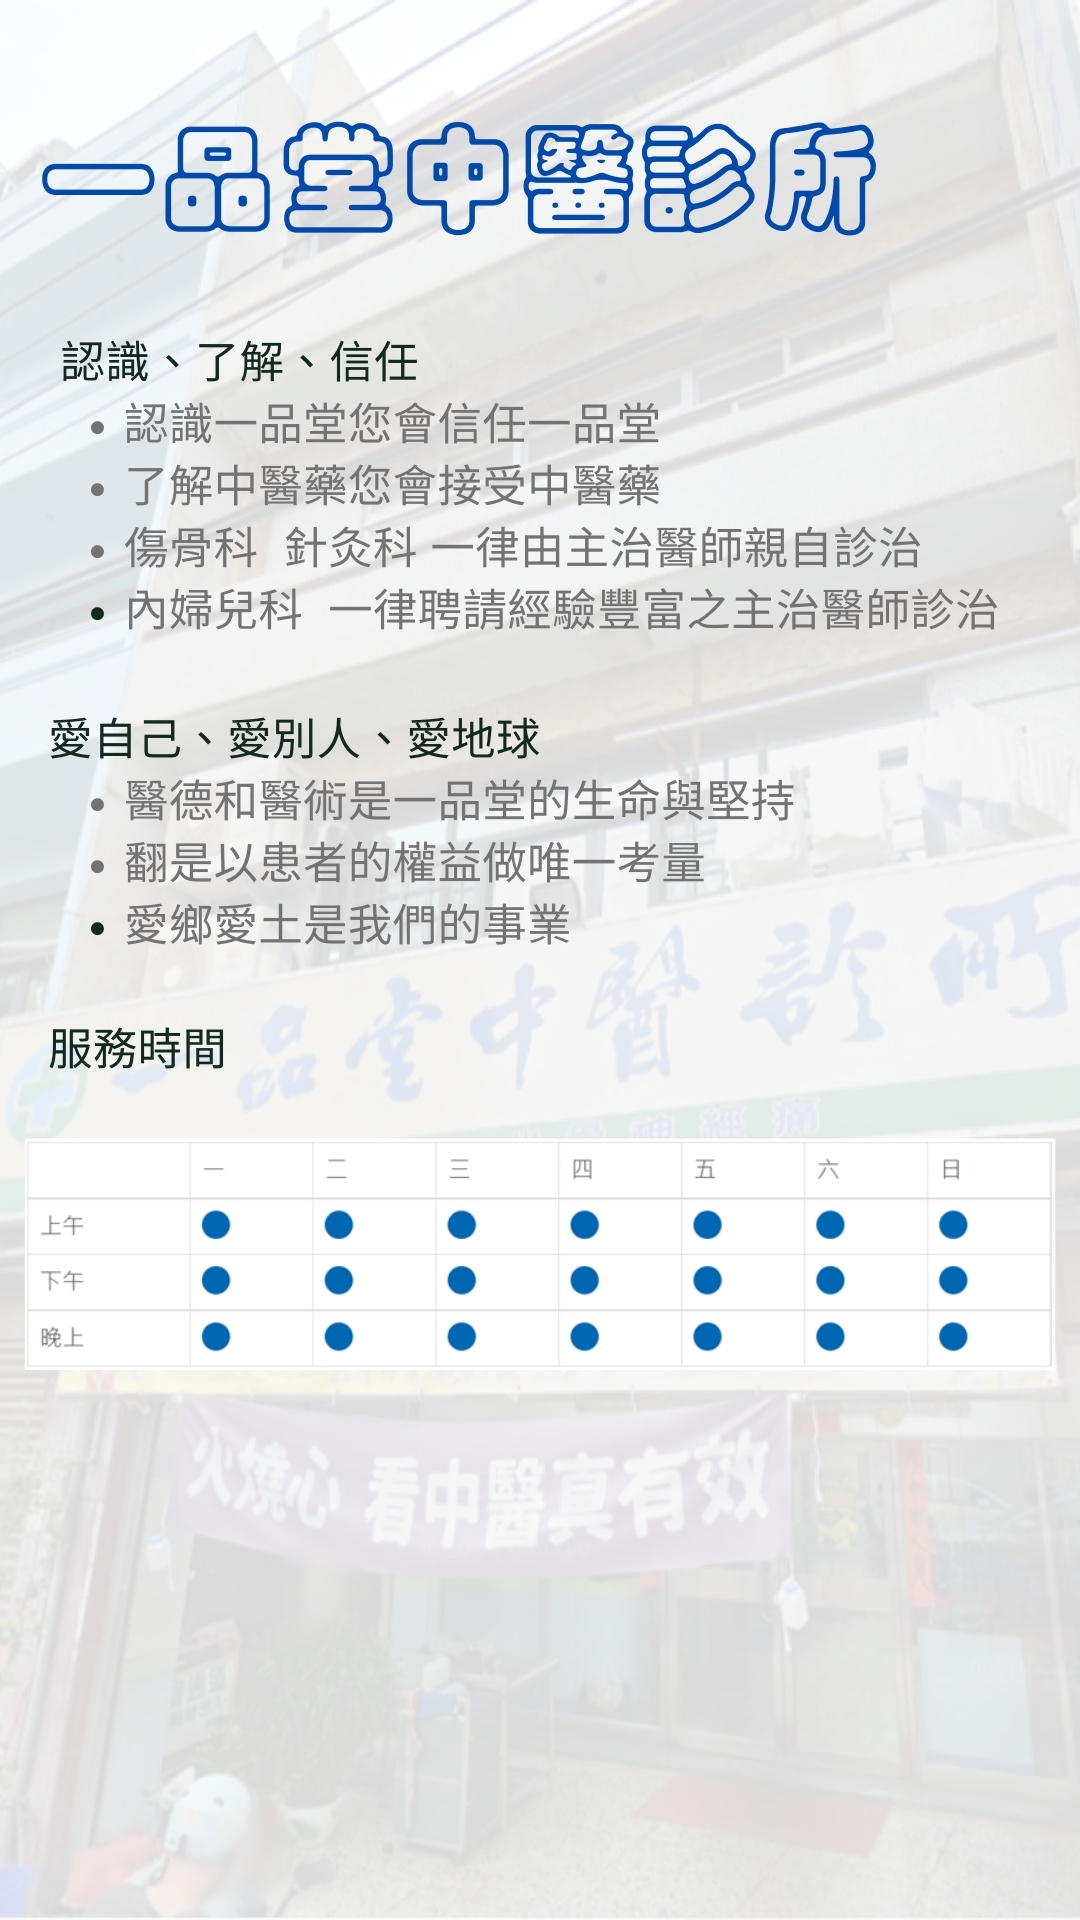 一品堂中醫診所
認識、了解、信任
認識一品堂您會信任一品堂
了解中醫藥您會接受中醫藥
傷骨科 針灸科 一律由主治醫師親自診治
內婦兒科 一律聘請經驗豐富之主治醫師診治
愛自己、愛別人、愛地球
醫德和醫術是一品堂的生命與堅持
翻是以患者的權益做唯一考量
愛鄉愛土是我們的事業
一品堂中醫診所
服務時間
神經痛
一 二 三 四 五 六 日
上午
下午
晚上
火燒心 看中醫真有效